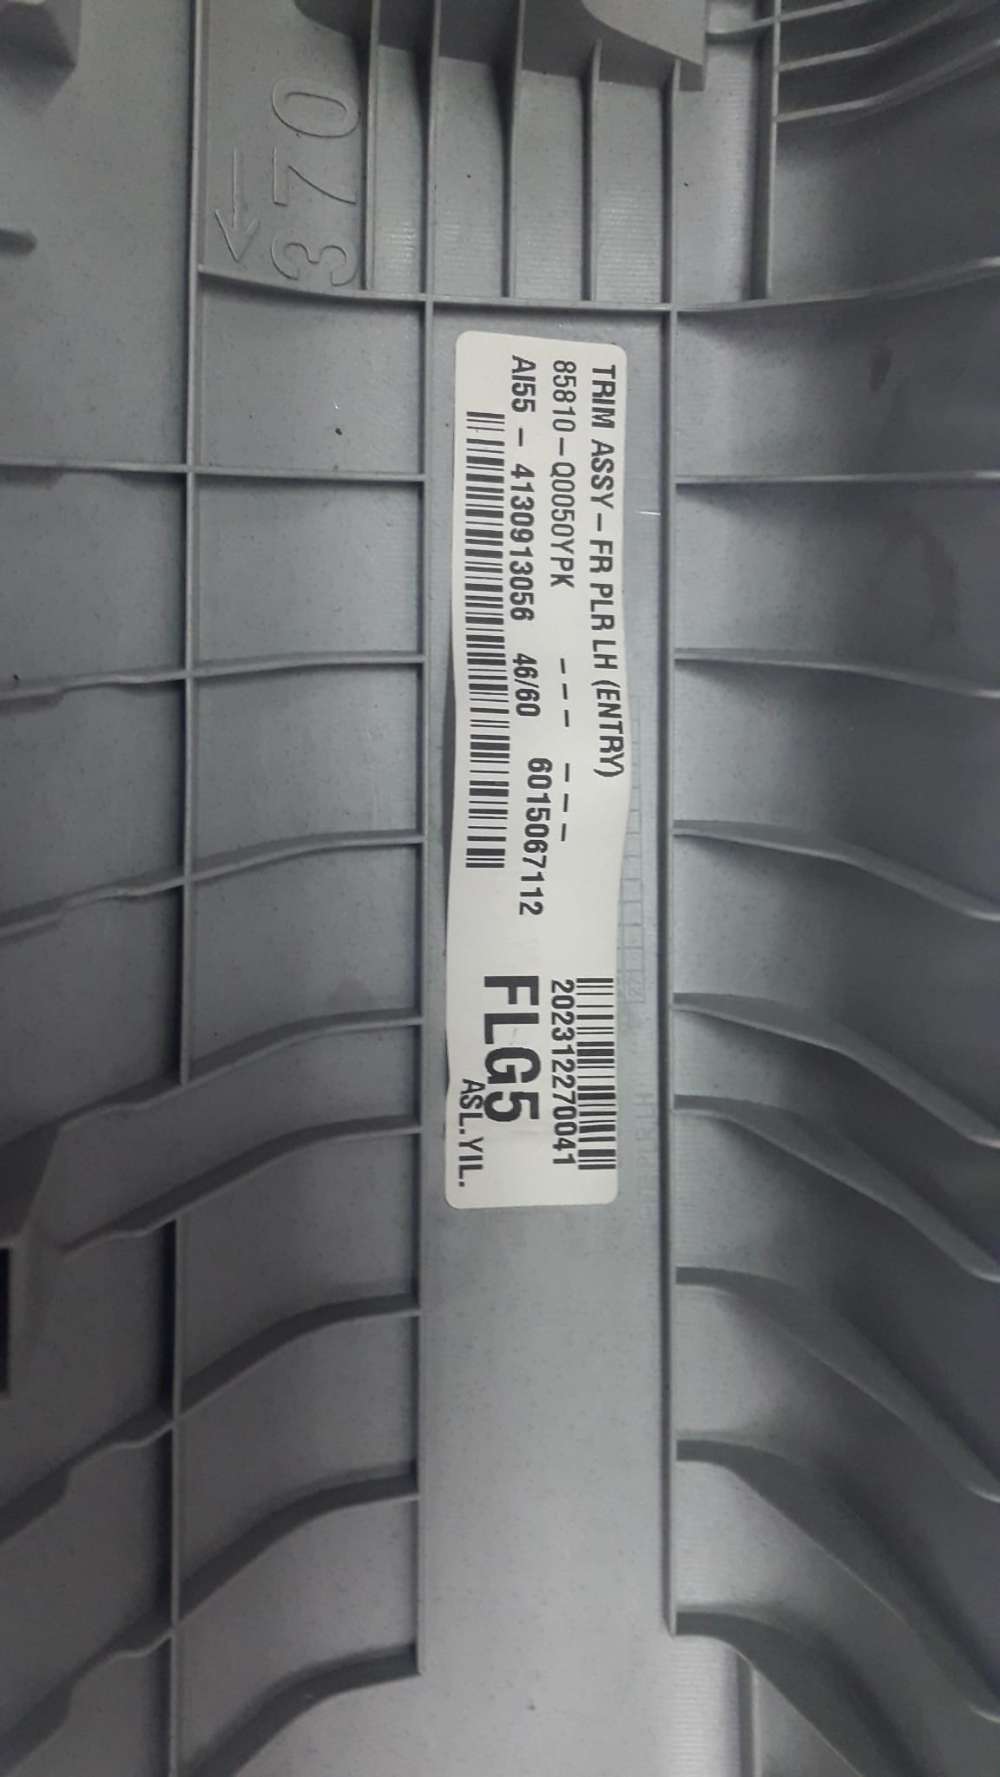 370
TRIM ASSY-FR PLR LH (ENTRY)
85810-Q0050YPK --- ---
202312270041
AI55 - 4130913056 46/60 6015067112
FLG5
ASL.YIL.